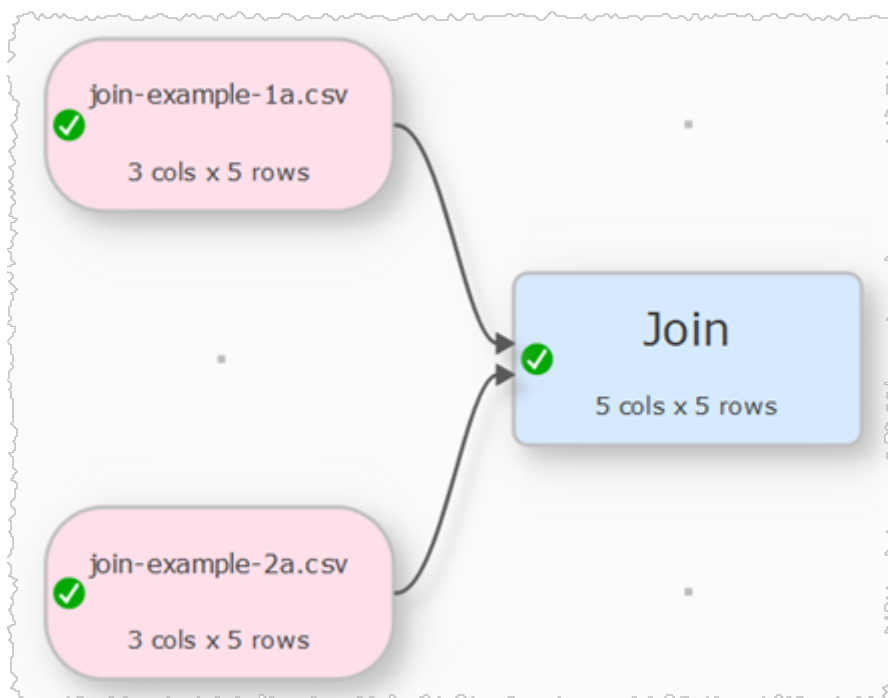 join-example-1a.csv
3 cols x 5 rows
Join
5 cols x 5 rows
join-example-2a.csv
3 cols x 5 rows